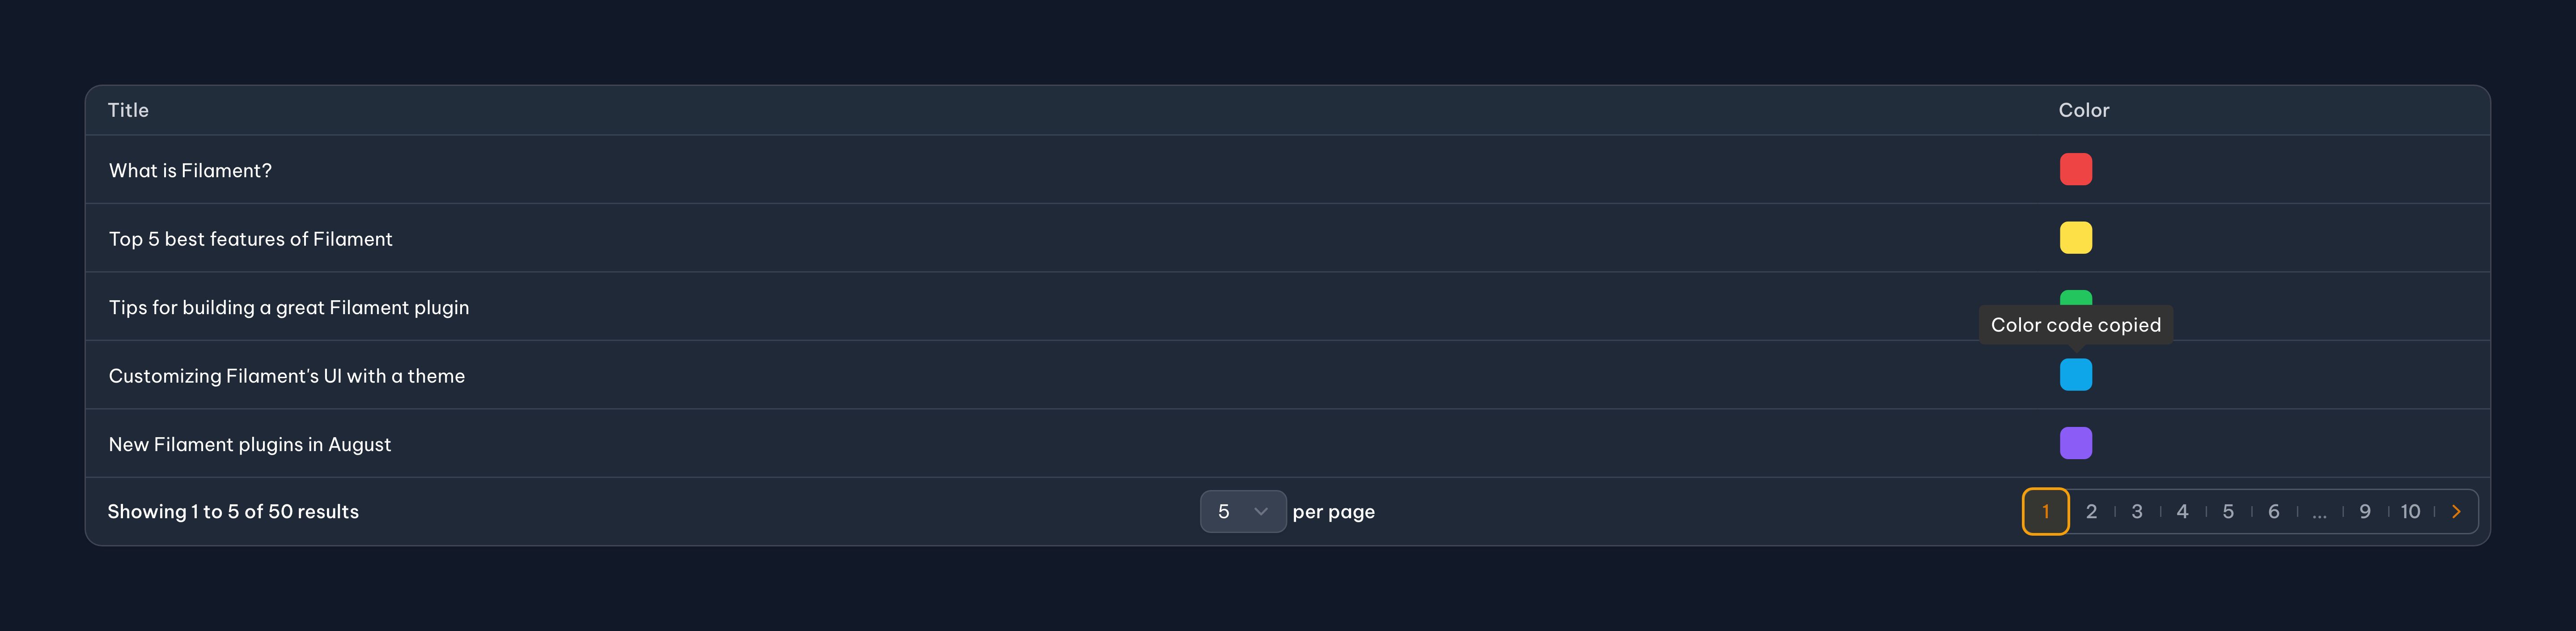 Title Color
What is Filament?
Top 5 best features of Filament
Tips for building a great Filament plugin
Color code copied
Customizing Filament's UI with a theme
New Filament plugins in August
Showing 1 to 5 of 50 results 5 per page 1 2 3 4 5 6 ... 9 10